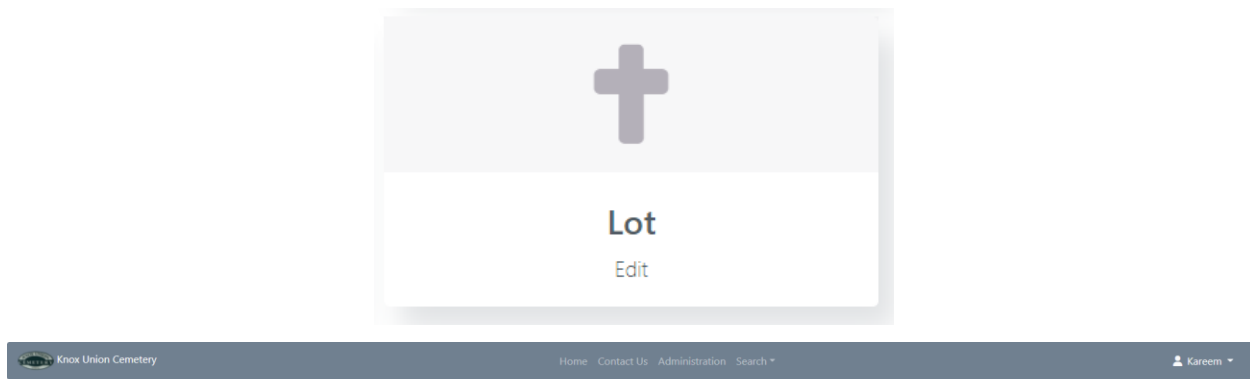 Lot
Edit
Knox Union Cemetery
Home Contact Us Administration Search
Kareem